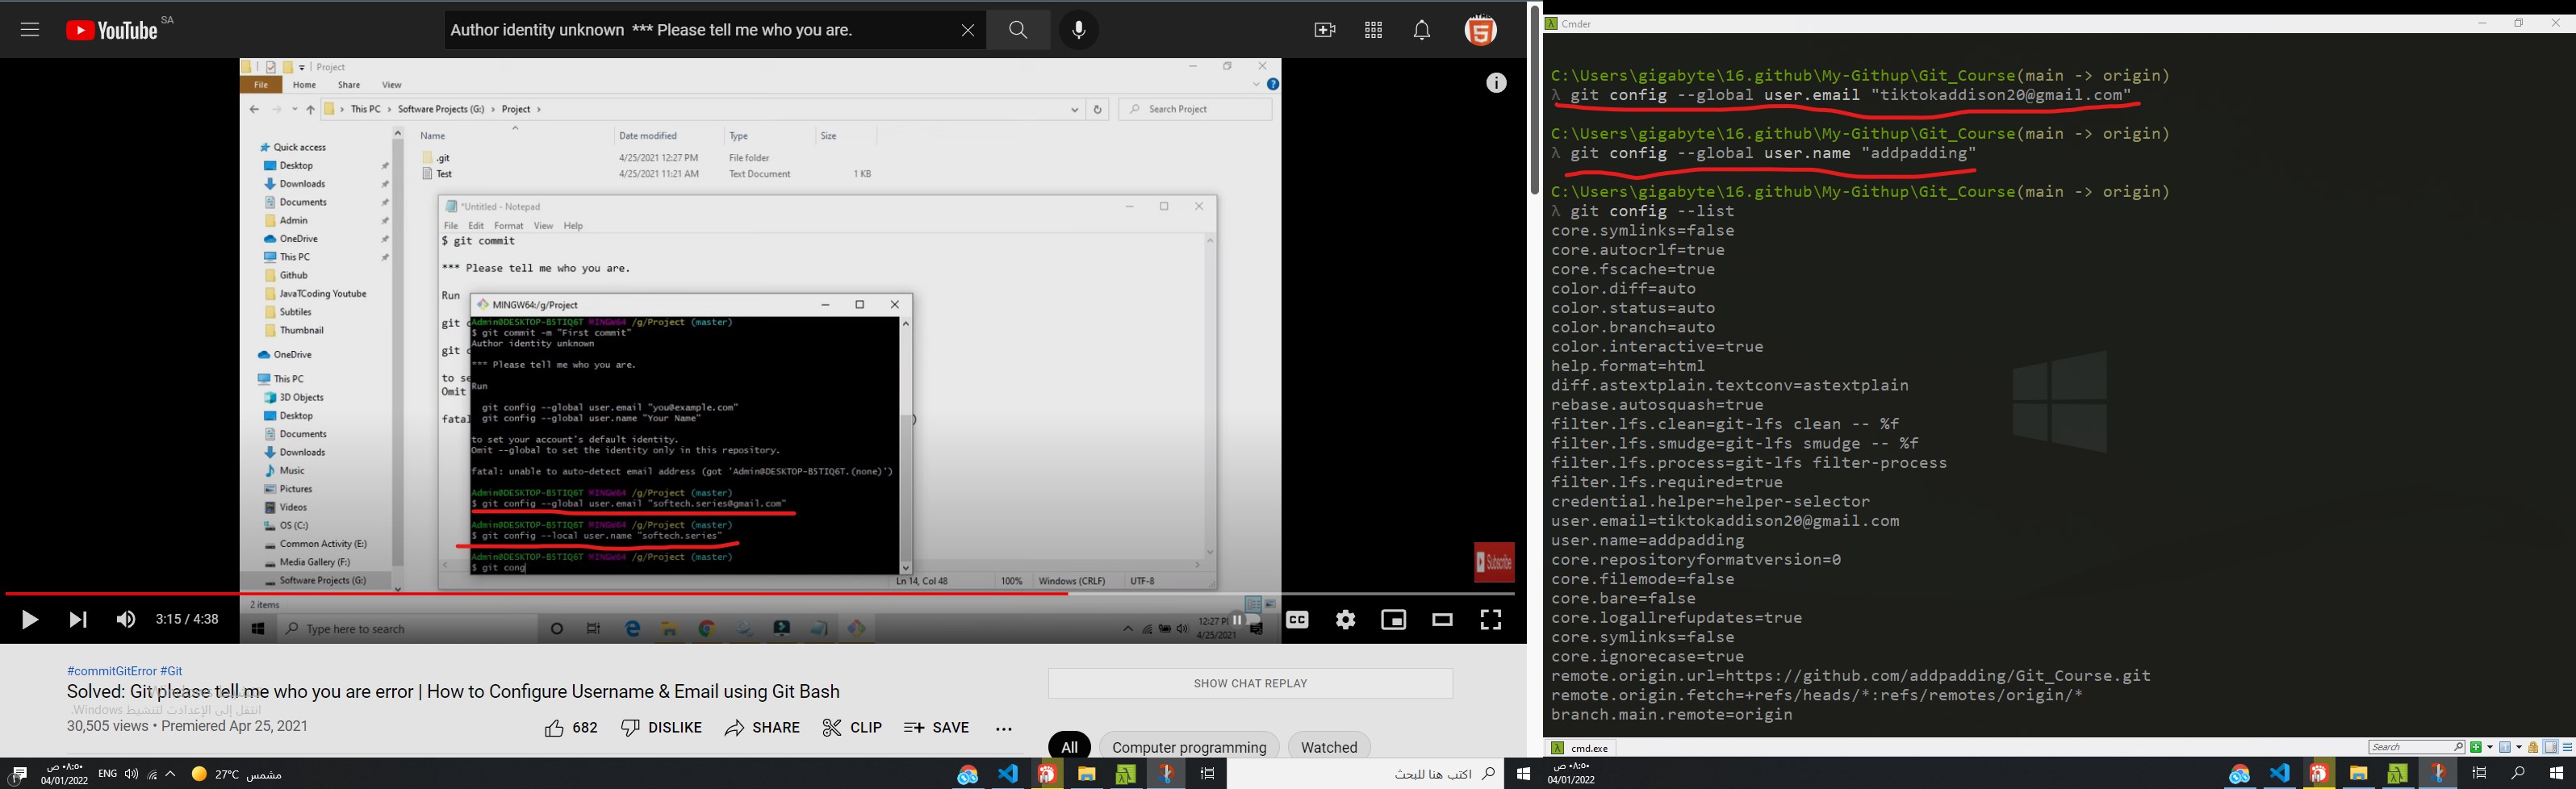 YouTube SA
Author identity unknown  *** Please tell me who you are.
Project
File Home Share View
This PC > Software Projects (G:) > Project >
Search Project
Name Date modified Type Size
.git 4/25/2021 12:27 PM File folder
Test 4/25/2021 11:21 AM Text Document 1 KB
Quick access
Desktop
Downloads
Documents
Admin
OneDrive
This PC
Github
JavaTCoding Youtube
Subtiles
Thumbnail
OneDrive
This PC
3D Objects
Desktop
Documents
Downloads
Music
Pictures
Videos
OS (C:)
Common Activity (E:)
Media Gallery (F:)
Software Projects (G:)
2 items
*Untitled - Notepad
File Edit Format View Help
$ git commit
*** Please tell me who you are.
Run
git c
git c
to se
Omit
fatal
)
Ln 14, Col 48 100% Windows (CRLF) UTF-8
MINGW64:/g/Project
Admin@DESKTOP-B5TIQ6T MINGW64 /g/Project (master)
$ git commit -m "First commit"
Author identity unknown
*** Please tell me who you are.
Run
git config --global user.email "you@example.com"
git config --global user.name "Your Name"
to set your account's default identity.
Omit --global to set the identity only in this repository.
fatal: unable to auto-detect email address (got 'Admin@DESKTOP-B5TIQ6T.(none)')
Admin@DESKTOP-B5TIQ6T MINGW64 /g/Project (master)
$ git config --global user.email "softech.series@gmail.com"
Admin@DESKTOP-B5TIQ6T MINGW64 /g/Project (master)
$ git config --local user.name "softech.series"
Admin@DESKTOP-B5TIQ6T MINGW64 /g/Project (master)
$ git cong
Subscribe
Type here to search
12:27 P
4/25/2021
3:15 / 4:38
CC
#commitGitError #Git
Solved: Git please tell me who you are error | How to Configure Username & Email using Git Bash
انتقل إلى الإعدادات لتنشيط Windows.
30,505 views • Premiered Apr 25, 2021
682 DISLIKE SHARE CLIP SAVE ...
SHOW CHAT REPLAY
All Computer programming Watched
٠٨:٥٠ ص
04/01/2022
ENG
27°C مشمس
اكتب هنا للبحث
Cmder
C:\Users\gigabyte\16.github\My-Githup\Git_Course(main -> origin)
λ git config --global user.email "tiktokaddison20@gmail.com"
C:\Users\gigabyte\16.github\My-Githup\Git_Course(main -> origin)
λ git config --global user.name "addpadding"
C:\Users\gigabyte\16.github\My-Githup\Git_Course(main -> origin)
λ git config --list
core.symlinks=false
core.autocrlf=true
core.fscache=true
color.diff=auto
color.status=auto
color.branch=auto
color.interactive=true
help.format=html
diff.astextplain.textconv=astextplain
rebase.autosquash=true
filter.lfs.clean=git-lfs clean -- %f
filter.lfs.smudge=git-lfs smudge -- %f
filter.lfs.process=git-lfs filter-process
filter.lfs.required=true
credential.helper=helper-selector
user.email=tiktokaddison20@gmail.com
user.name=addpadding
core.repositoryformatversion=0
core.filemode=false
core.bare=false
core.logallrefupdates=true
core.symlinks=false
core.ignorecase=true
remote.origin.url=https://github.com/addpadding/Git_Course.git
remote.origin.fetch=+refs/heads/*:refs/remotes/origin/*
branch.main.remote=origin
cmd.exe
Search
٠٨:٥٠ ص
04/01/2022